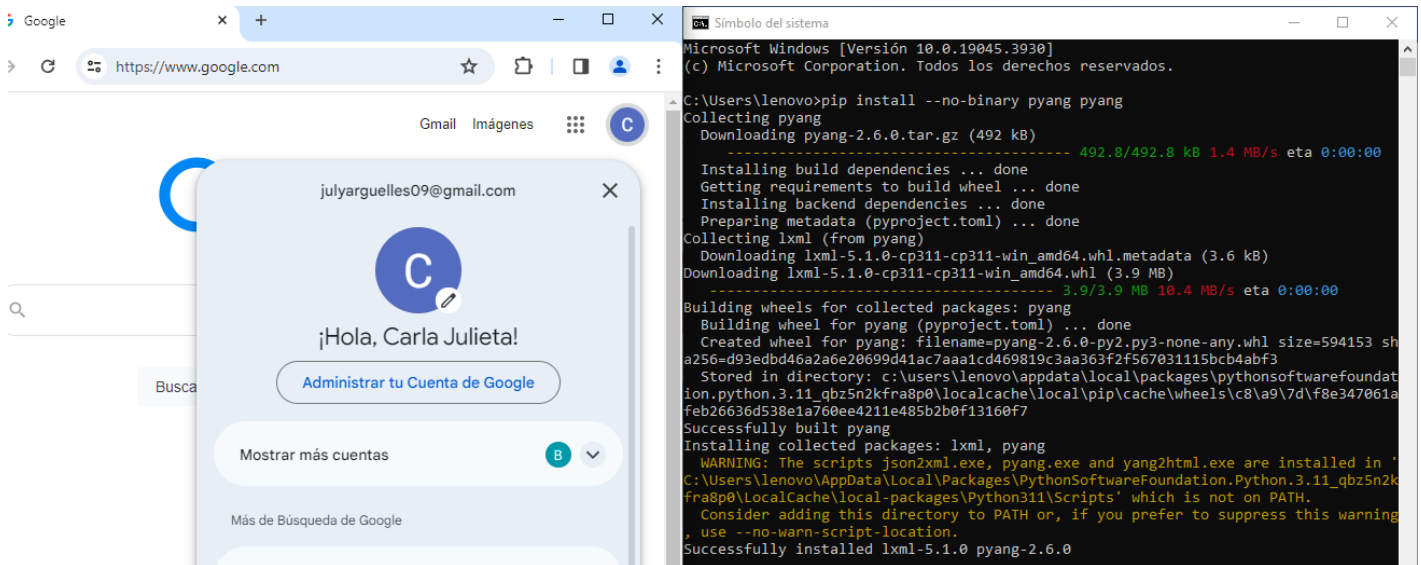 Google
https://www.google.com
Gmail Imágenes
C
julyarguelles09@gmail.com
C
¡Hola, Carla Julieta!
Administrar tu Cuenta de Google
Busca
Mostrar más cuentas
B
Más de Búsqueda de Google
Símbolo del sistema
Microsoft Windows [Versión 10.0.19045.3930]
(c) Microsoft Corporation. Todos los derechos reservados.
C:\Users\lenovo>pip install --no-binary pyang pyang
Collecting pyang
Downloading pyang-2.6.0.tar.gz (492 kB)
---------------------------------------- 492.8/492.8 kB 1.4 MB/s eta 0:00:00
Installing build dependencies ... done
Getting requirements to build wheel ... done
Installing backend dependencies ... done
Preparing metadata (pyproject.toml) ... done
Collecting lxml (from pyang)
Downloading lxml-5.1.0-cp311-cp311-win_amd64.whl.metadata (3.6 kB)
Downloading lxml-5.1.0-cp311-cp311-win_amd64.whl (3.9 MB)
---------------------------------------- 3.9/3.9 MB 10.4 MB/s eta 0:00:00
Building wheels for collected packages: pyang
Building wheel for pyang (pyproject.toml) ... done
Created wheel for pyang: filename=pyang-2.6.0-py2.py3-none-any.whl size=594153 sh
a256=d93edbd46a2a6e20699d41ac7aaa1cd469819c3aa363f2f567031115bcb4abf3
Stored in directory: c:\users\lenovo\appdata\local\packages\pythonsoftwarefoundat
ion.python.3.11_qbz5n2kfra8p0\localcache\local\pip\cache\wheels\c8\a9\7d\f8e347061a
feb26636d538e1a760ee4211e485b2b0f13160f7
Successfully built pyang
Installing collected packages: lxml, pyang
WARNING: The scripts json2xml.exe, pyang.exe and yang2html.exe are installed in '
C:\Users\lenovo\AppData\Local\Packages\PythonSoftwareFoundation.Python.3.11_qbz5n2k
fra8p0\LocalCache\local-packages\Python311\Scripts' which is not on PATH.
Consider adding this directory to PATH or, if you prefer to suppress this warning
, use --no-warn-script-location.
Successfully installed lxml-5.1.0 pyang-2.6.0